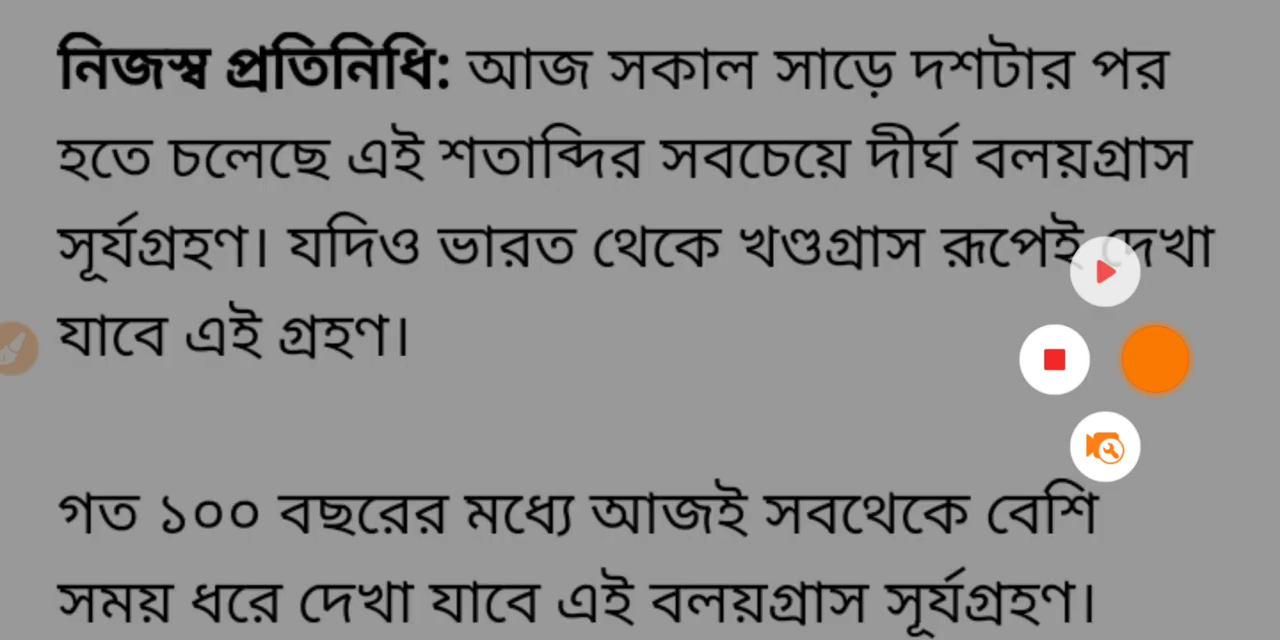 নিজস্ব প্রতিনিধি: আজ সকাল সাড়ে দশটার পর
হতে চলেছে এই শতাব্দির সবচেয়ে দীর্ঘ বলয়গ্রাস
সূর্যগ্রহণ। যদিও ভারত থেকে খণ্ডগ্রাস রূপেই দেখা
যাবে এই গ্রহণ।
গত ১০০ বছরের মধ্যে আজই সবথেকে বেশি
সময় ধরে দেখা যাবে এই বলয়গ্রাস সূর্যগ্রহণ।